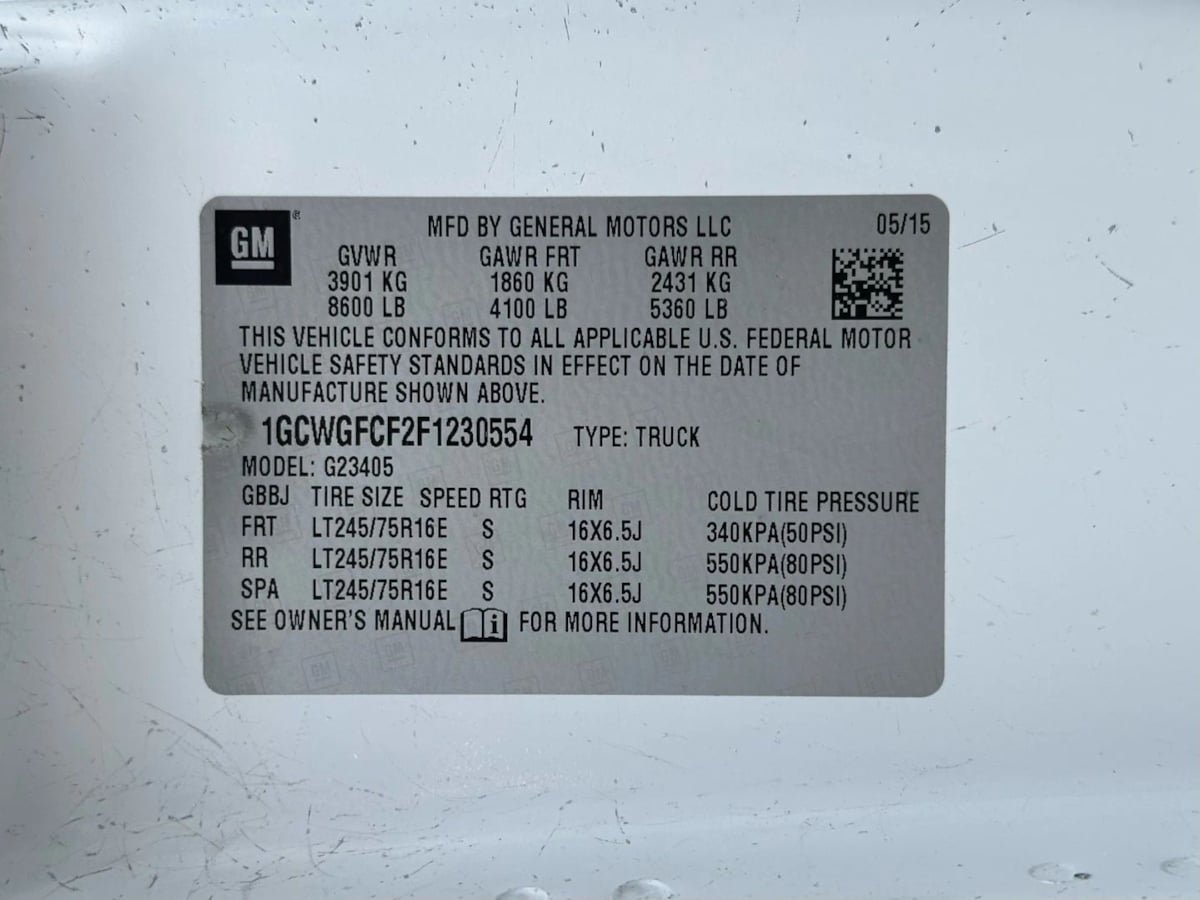 GM
MFD BY GENERAL MOTORS LLC 05/15
GVWR GAWR FRT GAWR RR
3901 KG 1860 KG 2431 KG
8600 LB 4100 LB 5360 LB
THIS VEHICLE CONFORMS TO ALL APPLICABLE U.S. FEDERAL MOTOR
VEHICLE SAFETY STANDARDS IN EFFECT ON THE DATE OF
MANUFACTURE SHOWN ABOVE.
1GCWGFCF2F1230554 TYPE: TRUCK
MODEL: G23405
GBBJ TIRE SIZE SPEED RTG RIM COLD TIRE PRESSURE
FRT LT245/75R16E S 16X6.5J 340KPA(50PSI)
RR LT245/75R16E S 16X6.5J 550KPA(80PSI)
SPA LT245/75R16E S 16X6.5J 550KPA(80PSI)
SEE OWNER'S MANUAL i FOR MORE INFORMATION.